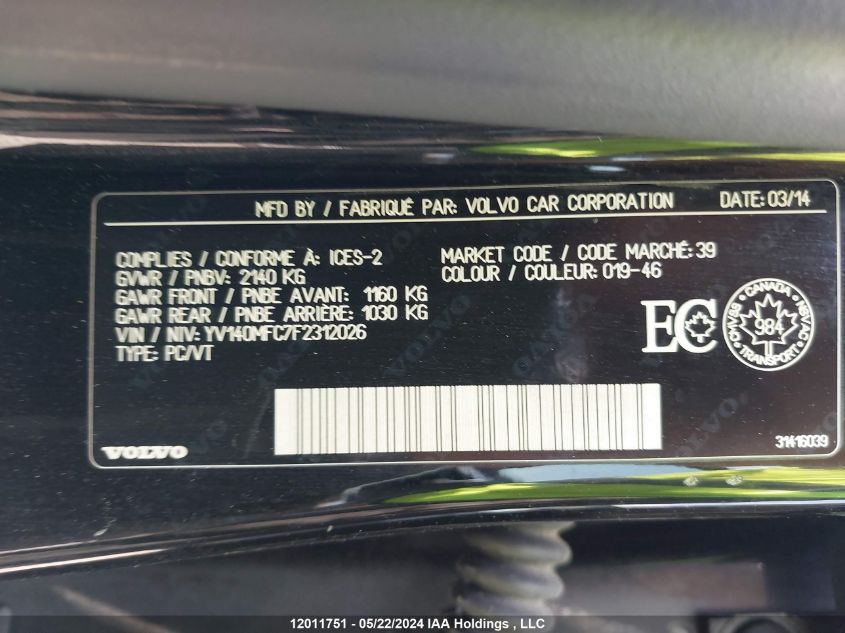 MFD BY / FABRIQUÉ PAR: VOLVO CAR CORPORATION DATE: 03/14
COMPLIES / CONFORME À: ICES-2 MARKET CODE / CODE MARCHÉ: 39
GVWR / PNBV: 2140 KG COLOUR / COULEUR: 019-46
GAWR FRONT / PNBE AVANT: 1160 KG
GAWR REAR / PNBE ARRIÈRE: 1030 KG
VIN / NIV: YV140MFC7F2312026
TYPE: PC/VT
EC
CANADA
NSVAC
984
BBAVC
TRANSPORT
VOLVO
31416039
12011751 - 05/22/2024 IAA Holdings , LLC